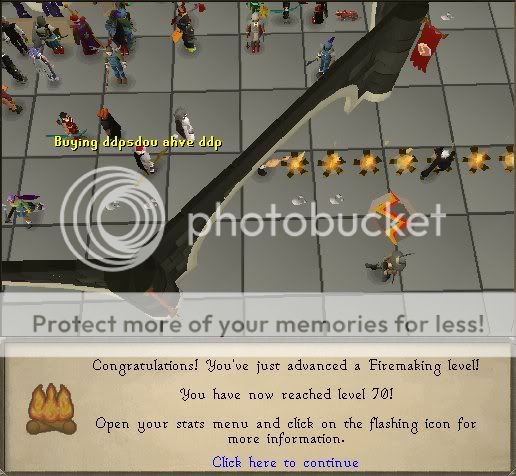 Buying ddpsdou ahve ddp
photobucket
Protect more of your memories for less!
Congratulations! You've just advanced a Firemaking level!
You have now reached level 70!
Open your stats menu and click on the flashing icon for
more information.
Click here to continue